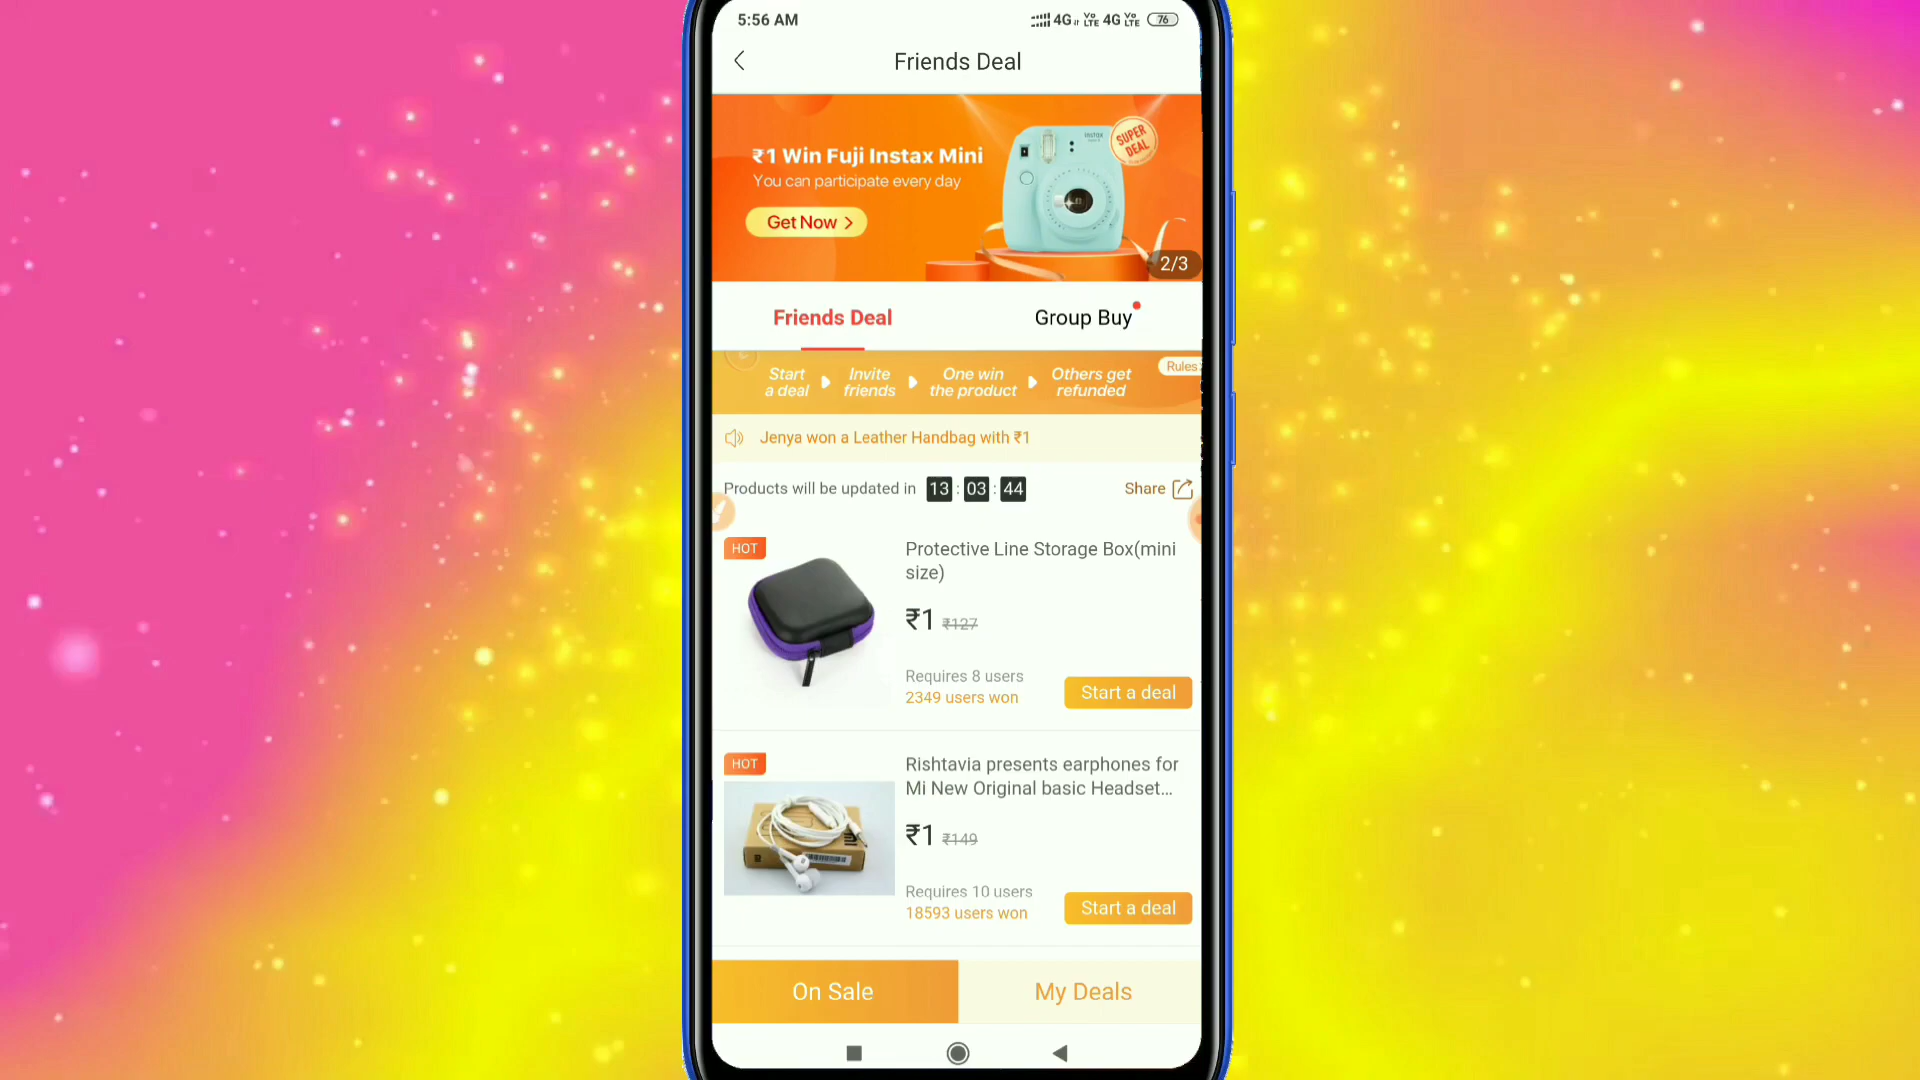 5:56 AM
4G Vo LTE 4G Vo LTE 76
Friends Deal
₹1 Win Fuji Instax Mini
You can participate every day
Get Now >
instax
SUPER
DEAL
2/3
Friends Deal
Group Buy
Start
a deal
Invite
friends
One win
the product
Others get
refunded
Rules
Jenya won a Leather Handbag with ₹1
Products will be updated in 13 : 03 : 44
Share
HOT
Protective Line Storage Box(mini
size)
₹1 ₹127
Requires 8 users
2349 users won
Start a deal
HOT
Rishtavia presents earphones for
Mi New Original basic Headset...
₹1 ₹149
Requires 10 users
18593 users won
Start a deal
On Sale
My Deals